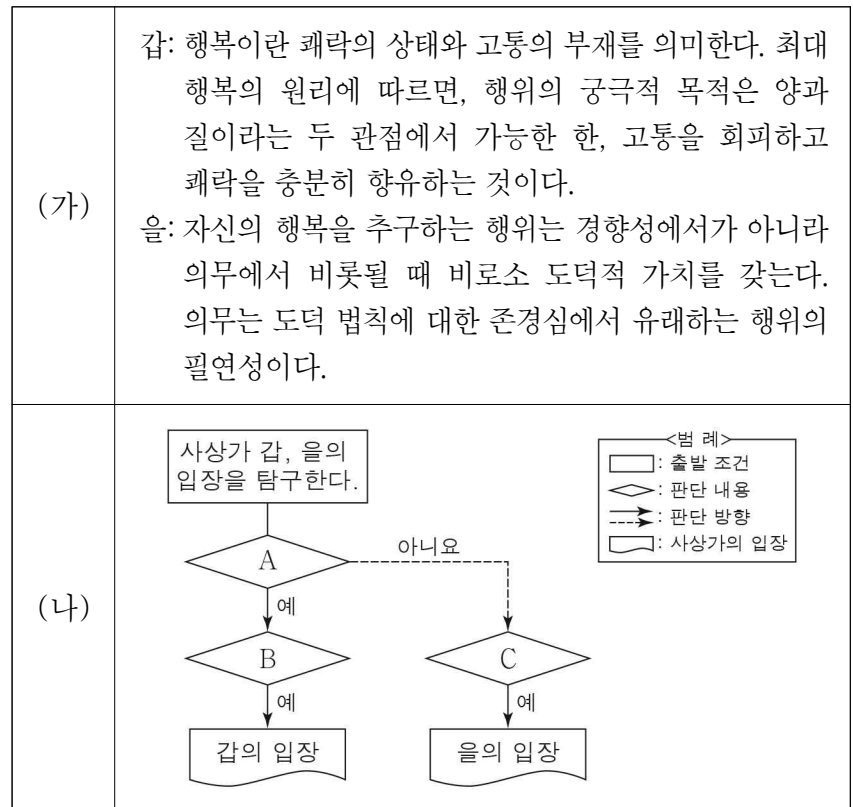 (가)
갑: 행복이란 쾌락의 상태와 고통의 부재를 의미한다. 최대
행복의 원리에 따르면, 행위의 궁극적 목적은 양과
질이라는 두 관점에서 가능한 한, 고통을 회피하고
쾌락을 충분히 향유하는 것이다.
을: 자신의 행복을 추구하는 행위는 경향성에서가 아니라
의무에서 비롯될 때 비로소 도덕적 가치를 갖는다.
의무는 도덕 법칙에 대한 존경심에서 유래하는 행위의
필연성이다.
(나)
사상가 갑, 을의
입장을 탐구한다.
<범 례>
: 출발 조건
: 판단 내용
: 판단 방향
: 사상가의 입장
A
아니요
예
B
C
예
예
갑의 입장
을의 입장